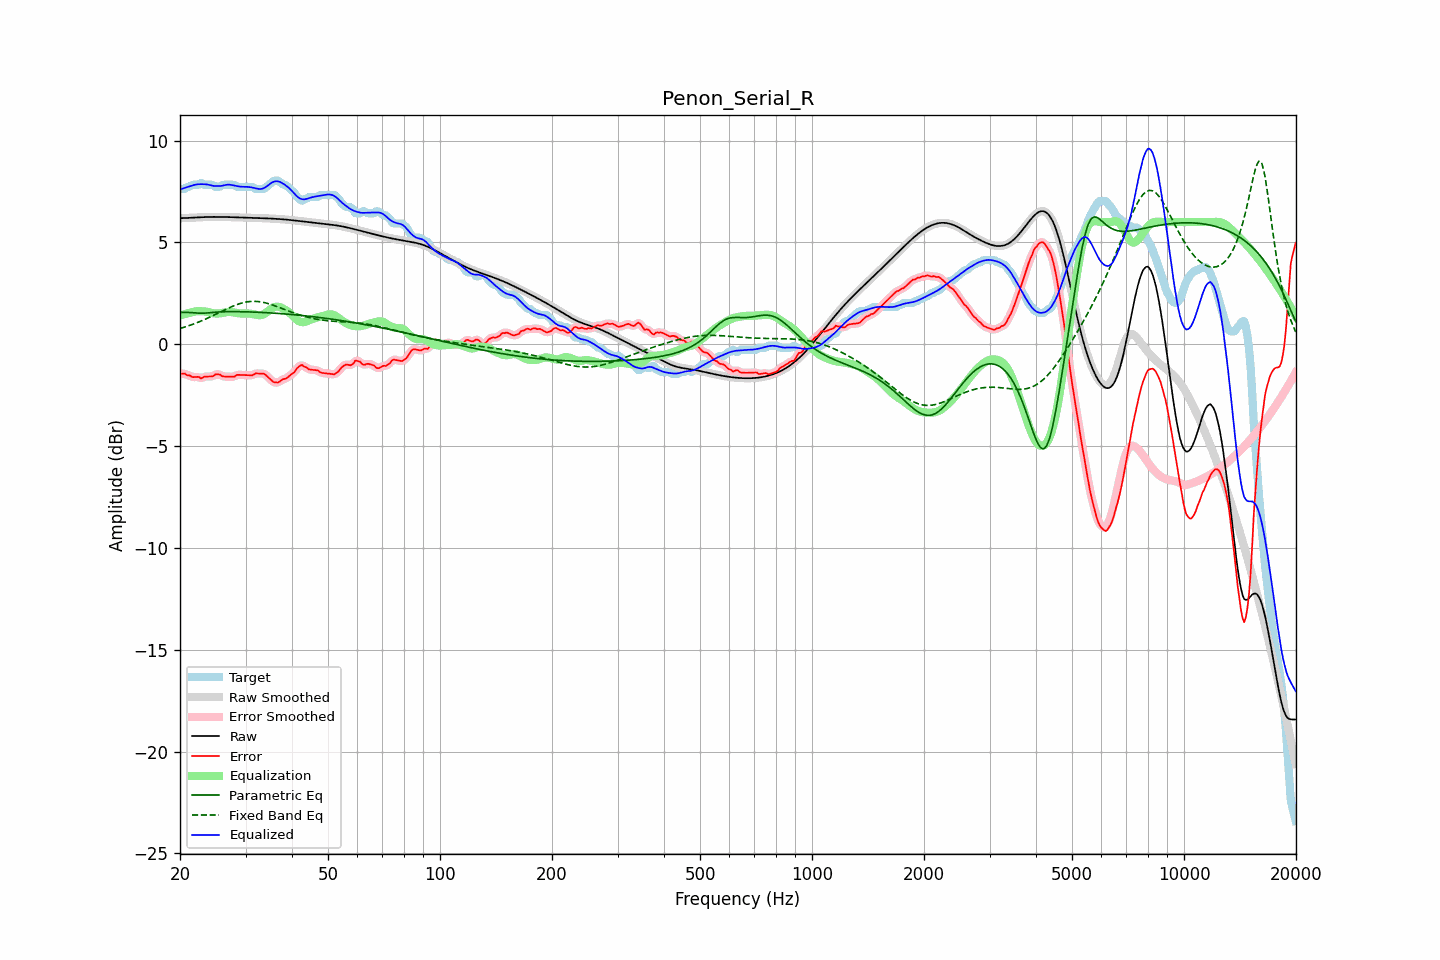 Penon_Serial_R
10
5
0
−5
−10
−15
−20
−25
Amplitude (dBr)
Target
Raw Smoothed
Error Smoothed
Raw
Error
Equalization
Parametric Eq
Fixed Band Eq
Equalized
20 50 100 200 500 1000 2000 5000 10000 20000
Frequency (Hz)